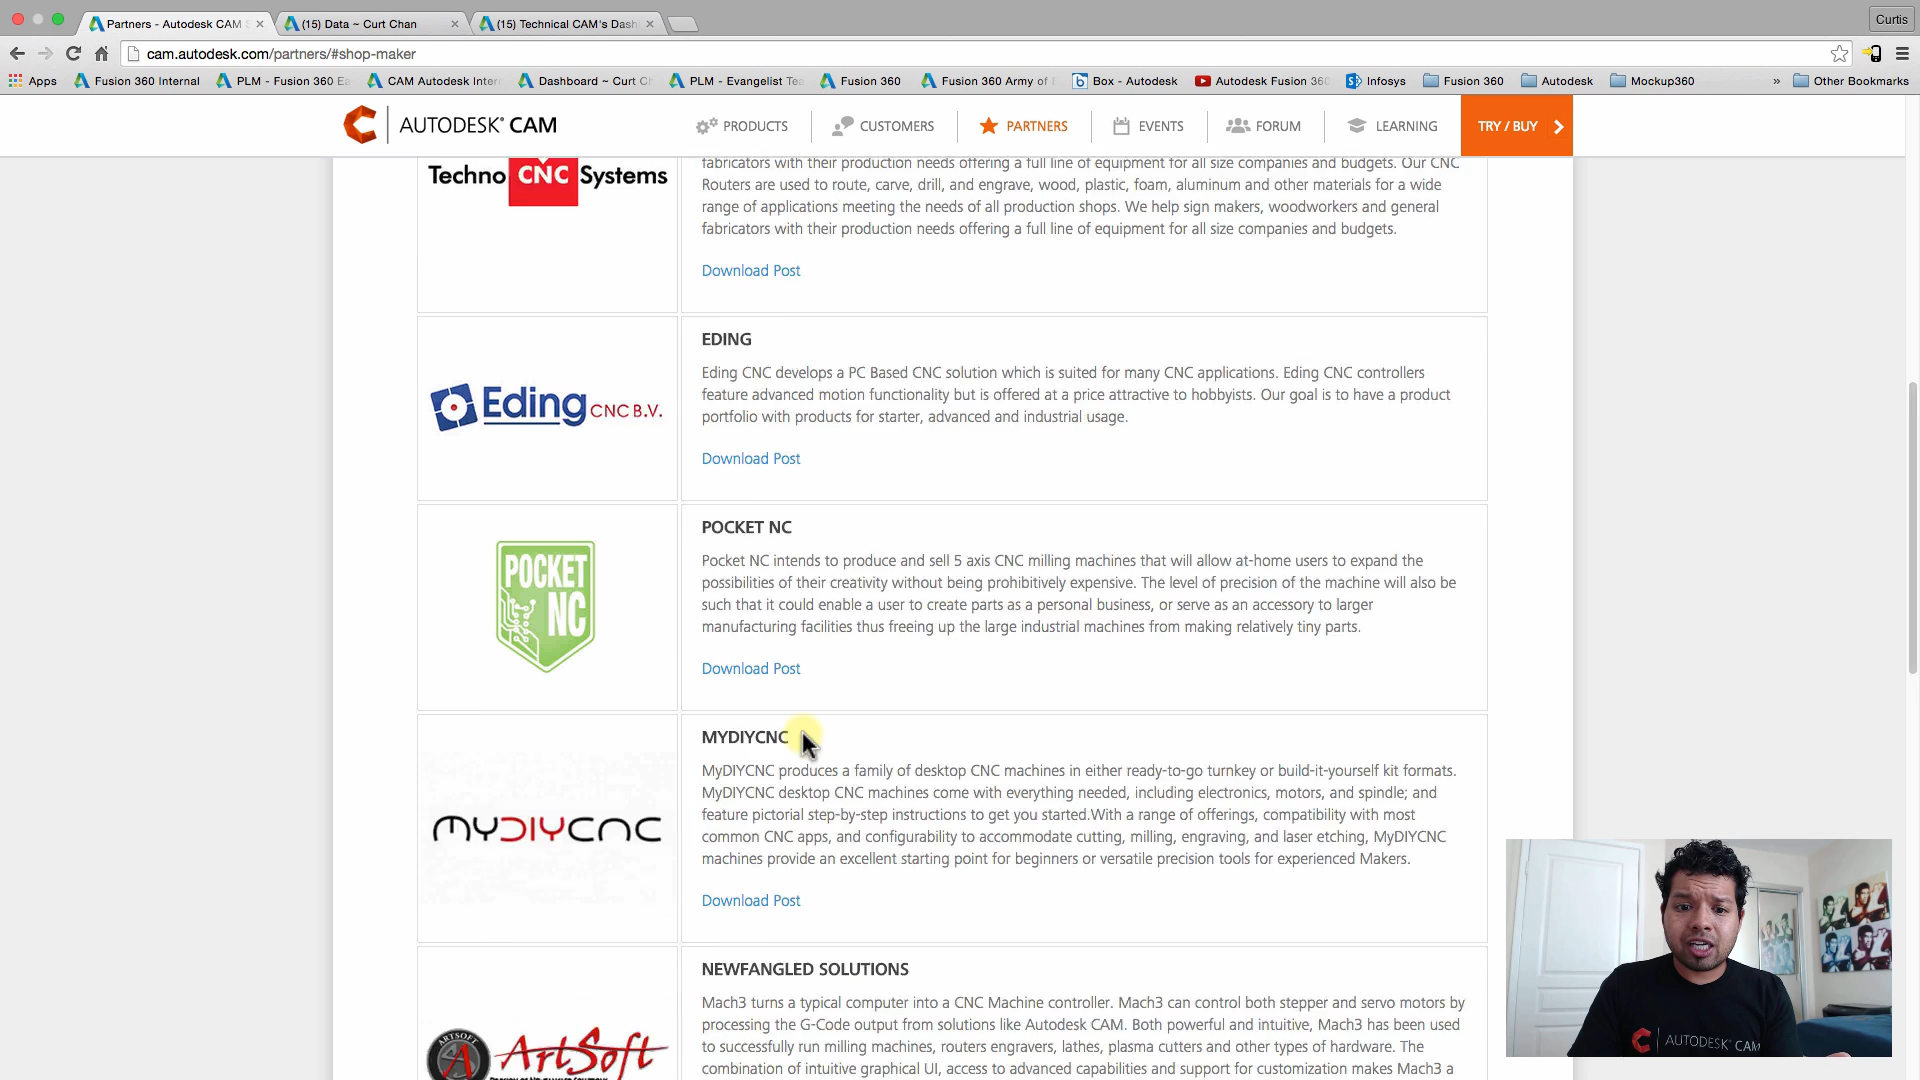 Partners - Autodesk CAM
(15) Data ~ Curt Chan
(15) Technical CAM's Dash
Curtis
cam.autodesk.com/partners/#shop-maker
Apps
Fusion 360 Internal
PLM - Fusion 360 Ea
CAM Autodesk Inter
Dashboard ~ Curt C
PLM - Evangelist Te
Fusion 360
Fusion 360 Army of
Box - Autodesk
Autodesk Fusion 360
Infosys
Fusion 360
Autodesk
Mockup360
»
Other Bookmarks
AUTODESK® CAM
PRODUCTS
CUSTOMERS
PARTNERS
EVENTS
FORUM
LEARNING
TRY / BUY
Techno CNC Systems
fabricators with their production needs offering a full line of equipment for all size companies and budgets. Our CNC
Routers are used to route, carve, drill, and engrave, wood, plastic, foam, aluminum and other materials for a wide
range of applications meeting the needs of all production shops. We help sign makers, woodworkers and general
fabricators with their production needs offering a full line of equipment for all size companies and budgets.
Download Post
Eding CNC B.V.
EDING
Eding CNC develops a PC Based CNC solution which is suited for many CNC applications. Eding CNC controllers
feature advanced motion functionality but is offered at a price attractive to hobbyists. Our goal is to have a product
portfolio with products for starter, advanced and industrial usage.
Download Post
POCKET
NC
POCKET NC
Pocket NC intends to produce and sell 5 axis CNC milling machines that will allow at-home users to expand the
possibilities of their creativity without being prohibitively expensive. The level of precision of the machine will also be
such that it could enable a user to create parts as a personal business, or serve as an accessory to larger
manufacturing facilities thus freeing up the large industrial machines from making relatively tiny parts.
Download Post
MYDIYCNC
MYDIYCNC
MyDIYCNC produces a family of desktop CNC machines in either ready-to-go turnkey or build-it-yourself kit formats.
MyDIYCNC desktop CNC machines come with everything needed, including electronics, motors, and spindle; and
feature pictorial step-by-step instructions to get you started.With a range of offerings, compatibility with most
common CNC apps, and configurability to accommodate cutting, milling, engraving, and laser etching, MyDIYCNC
machines provide an excellent starting point for beginners or versatile precision tools for experienced Makers.
Download Post
ARTSOFT
ArtSoft
NEWFANGLED SOLUTIONS
Mach3 turns a typical computer into a CNC Machine controller. Mach3 can control both stepper and servo motors by
processing the G-Code output from solutions like Autodesk CAM. Both powerful and intuitive, Mach3 has been used
to successfully run milling machines, routers engravers, lathes, plasma cutters and other types of hardware. The
combination of intuitive graphical UI, access to advanced capabilities and support for customization makes Mach3 a
AUTODESK® CAM